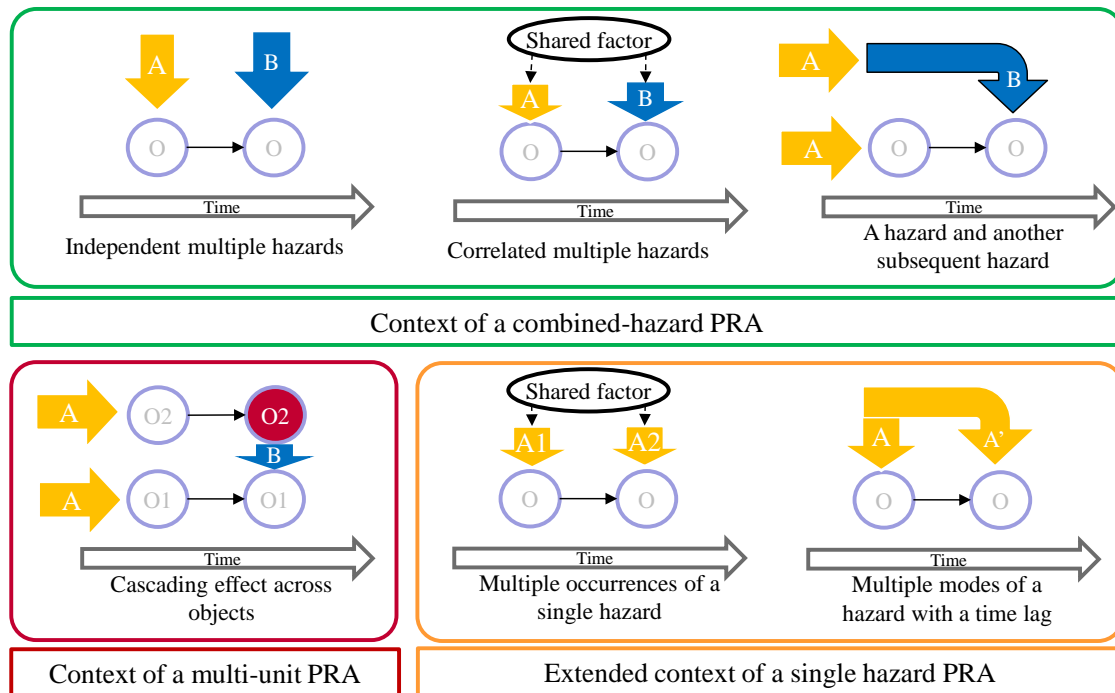 A
B
O
O
Time
Independent multiple hazards
Shared factor
A
B
O
O
Time
Correlated multiple hazards
A
B
A
O
O
Time
A hazard and another
subsequent hazard
Context of a combined-hazard PRA
A
O2
O2
B
A
O1
O1
Time
Cascading effect across
objects
Context of a multi-unit PRA
Shared factor
A1
A2
O
O
Time
Multiple occurrences of a
single hazard
A
A’
O
O
Time
Multiple modes of a
hazard with a time lag
Extended context of a single hazard PRA